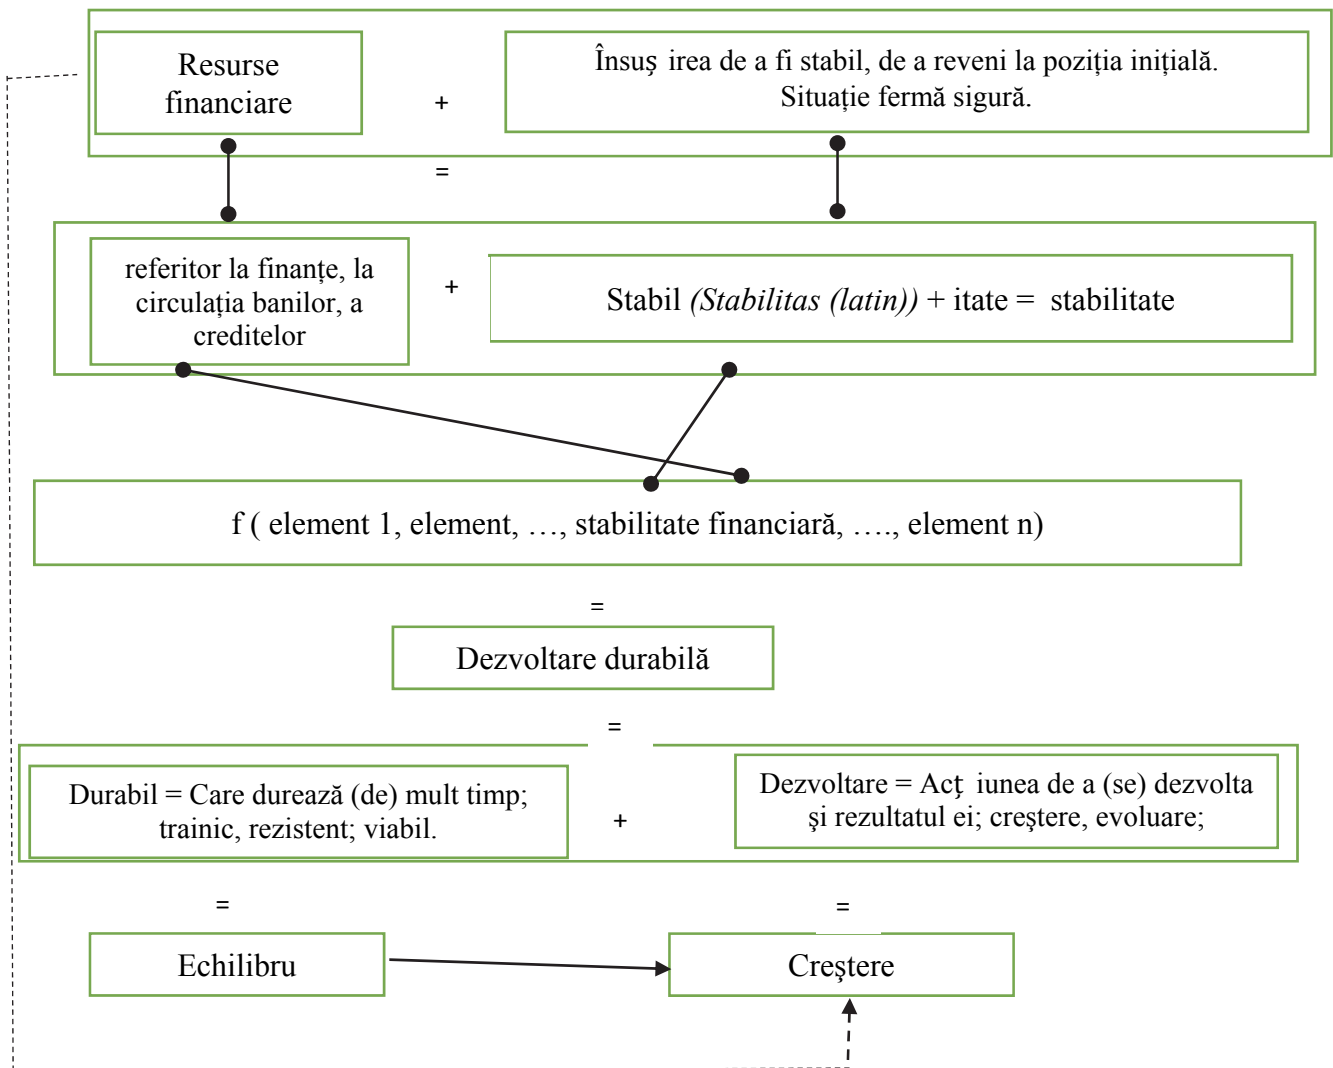 Resurse
financiare
+
Însuş irea de a fi stabil, de a reveni la poziția inițială.
Situație fermă sigură.
=
referitor la finanțe, la
circulația banilor, a
creditelor
+
Stabil (Stabilitas (latin)) + itate = stabilitate
f ( element 1, element, …, stabilitate financiară, …., element n)
=
Dezvoltare durabilă
=
Durabil = Care durează (de) mult timp;
trainic, rezistent; viabil.
+
Dezvoltare = Acţ iunea de a (se) dezvolta
şi rezultatul ei; creştere, evoluare;
=
=
Echilibru
Creştere